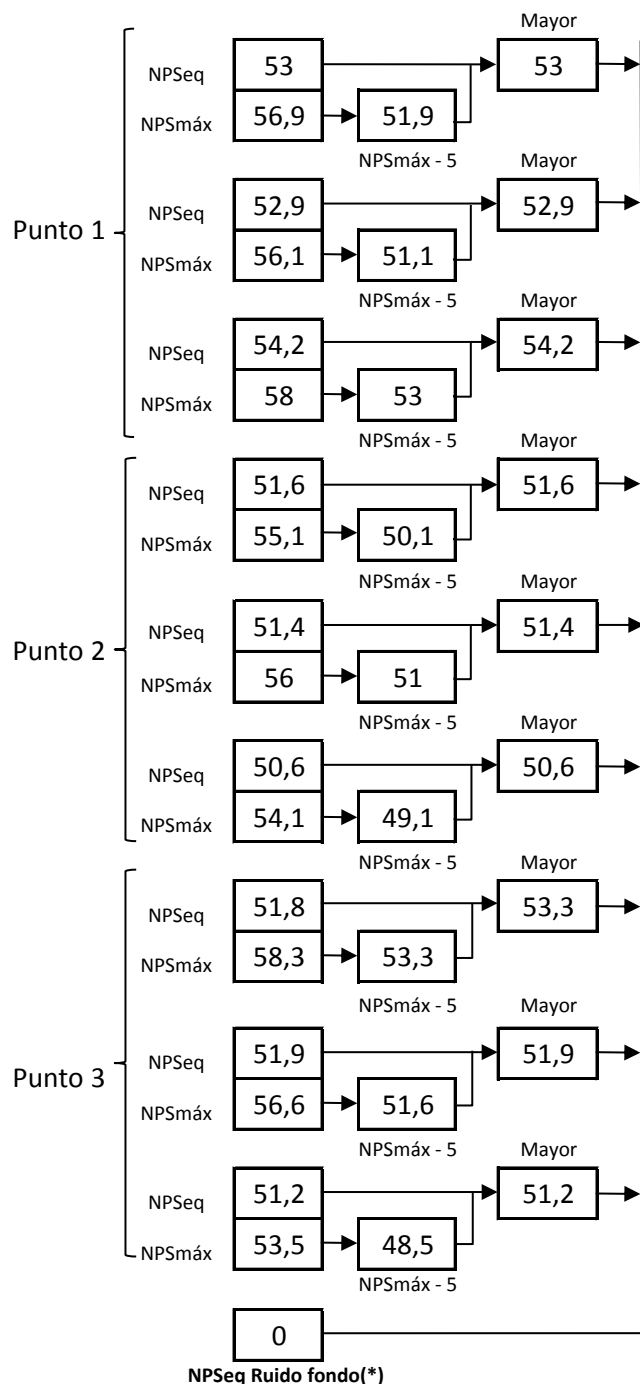 Mayor
NPSeq 53 53
NPSmáx 56,9 51,9
NPSmáx - 5
Mayor
NPSeq 52,9 52,9
Punto 1
NPSmáx 56,1 51,1
NPSmáx - 5
Mayor
NPSeq 54,2 54,2
NPSmáx 58 53
NPSmáx - 5
Mayor
NPSeq 51,6 51,6
NPSmáx 55,1 50,1
NPSmáx - 5
Mayor
NPSeq 51,4 51,4
Punto 2
NPSmáx 56 51
NPSmáx - 5
Mayor
NPSeq 50,6 50,6
NPSmáx 54,1 49,1
NPSmáx - 5
Mayor
NPSeq 51,8 53,3
NPSmáx 58,3 53,3
NPSmáx - 5
Mayor
NPSeq 51,9 51,9
Punto 3
NPSmáx 56,6 51,6
NPSmáx - 5
Mayor
NPSeq 51,2 51,2
NPSmáx 53,5 48,5
NPSmáx - 5
0
NPSeq Ruido fondo(*)